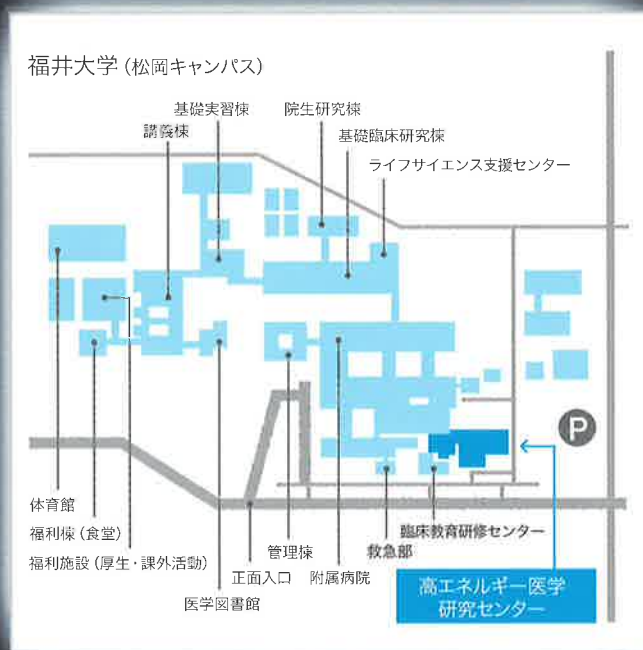 福井大学（松岡キャンパス）
基礎実習棟
院生研究棟
講義棟
基礎臨床研究棟
ライフサイエンス支援センター
P
体育館
福利棟（食堂）
福利施設（厚生・課外活動）
医学図書館
正面入口
管理棟
附属病院
救急部
臨床教育研修センター
高エネルギー医学
研究センター